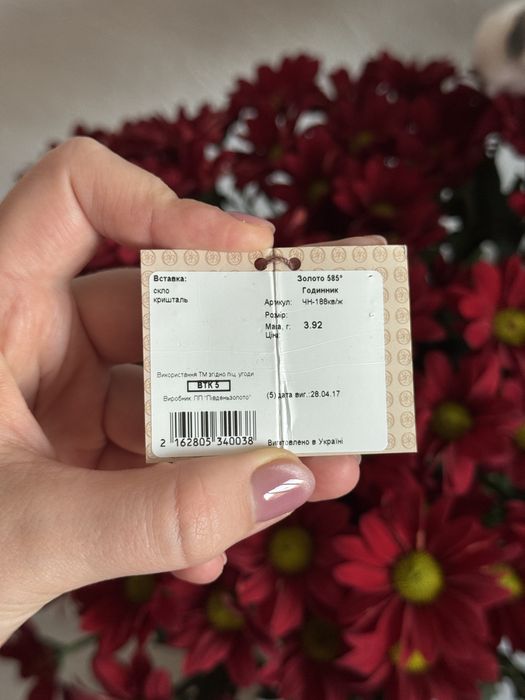 Вставка:
скло
кришталь
Використання ТМ згідно ліц. угоди
ВТК 5
Виробник: ПП "Південьзолото"
2 162805 340038
Золото 585°
Годинник
Артикул: ЧН-188кв/ж
Розмір:
Маса, г: 3.92
Ціна:
(5) дата виг.:28.04.17
Виготовлено в Україні